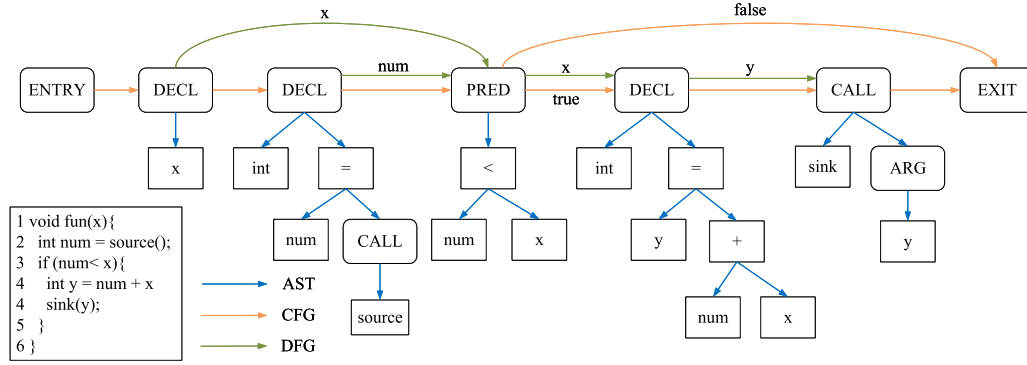 x
false
num
x
y
ENTRY
DECL
DECL
PRED
DECL
CALL
EXIT
true
x
int
=
<
int
=
sink
ARG
num
CALL
num
x
y
+
y
source
num
x
1 void fun(x){
2 int num = source();
3 if (num< x){
4 int y = num + x
4 sink(y);
5 }
6 }
AST
CFG
DFG